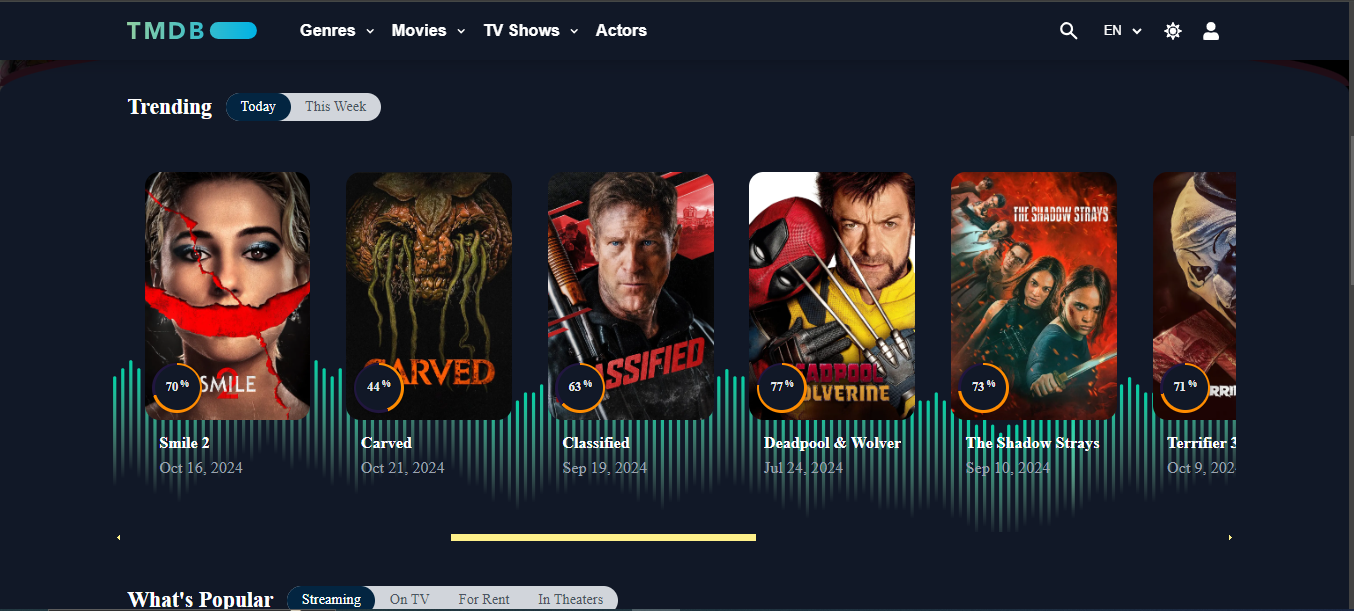 TMDB Genres Movies TV Shows Actors EN
Trending Today This Week
THE SHADOW STRAYS
SMILE
2
CARVED
CLASSIFIED
DEADPOOL
WOLVERINE
70% 44% 63% 77% 73% 71%
Smile 2 Carved Classified Deadpool & Wolver The Shadow Strays Terrifier 3
Oct 16, 2024 Oct 21, 2024 Sep 19, 2024 Jul 24, 2024 Sep 10, 2024 Oct 9, 202
What's Popular Streaming On TV For Rent In Theaters